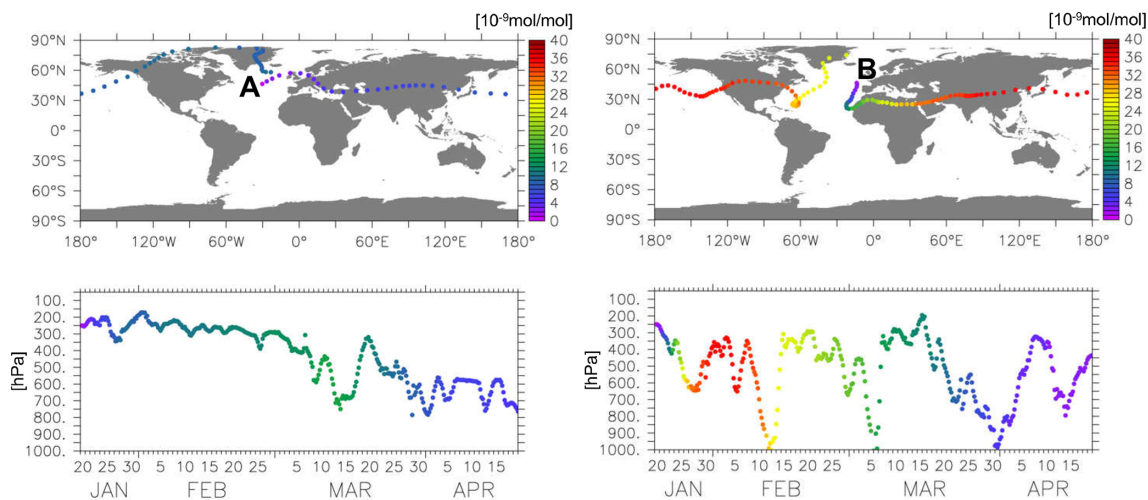 [10-9mol/mol]
90°N
60°N
30°N
0°
30°S
60°S
90°S
180°
120°W
60°W
0°
60°E
120°E
180°
A
40
36
32
28
24
20
16
12
8
4
0
[10-9mol/mol]
90°N
60°N
30°N
0°
30°S
60°S
90°S
180°
120°W
60°W
0°
60°E
120°E
180°
B
40
36
32
28
24
20
16
12
8
4
0
[hPa]
100.
200.
300.
400.
500.
600.
700.
800.
900.
1000.
20 25 30 5 10 15 20 25 5 10 15 20 25 30 5 10 15
JAN FEB MAR APR
[hPa]
100.
200.
300.
400.
500.
600.
700.
800.
900.
1000.
20 25 30 5 10 15 20 25 5 10 15 20 25 30 5 10 15
JAN FEB MAR APR